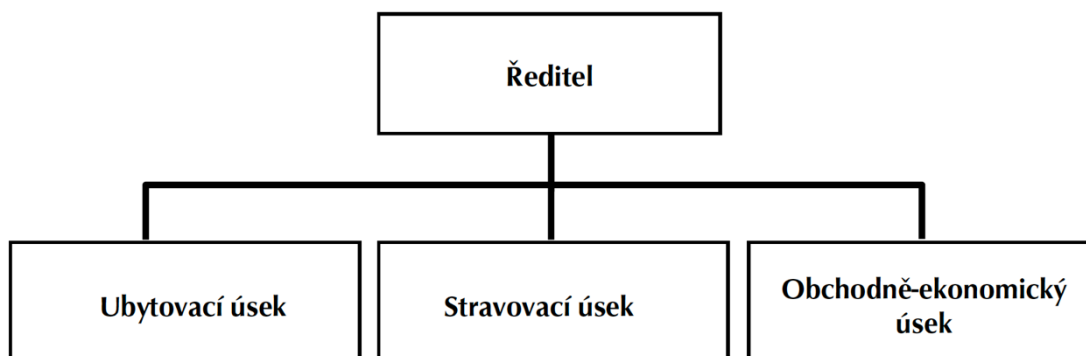 Ředitel
Ubytovací úsek
Stravovací úsek
Obchodně-ekonomický
úsek